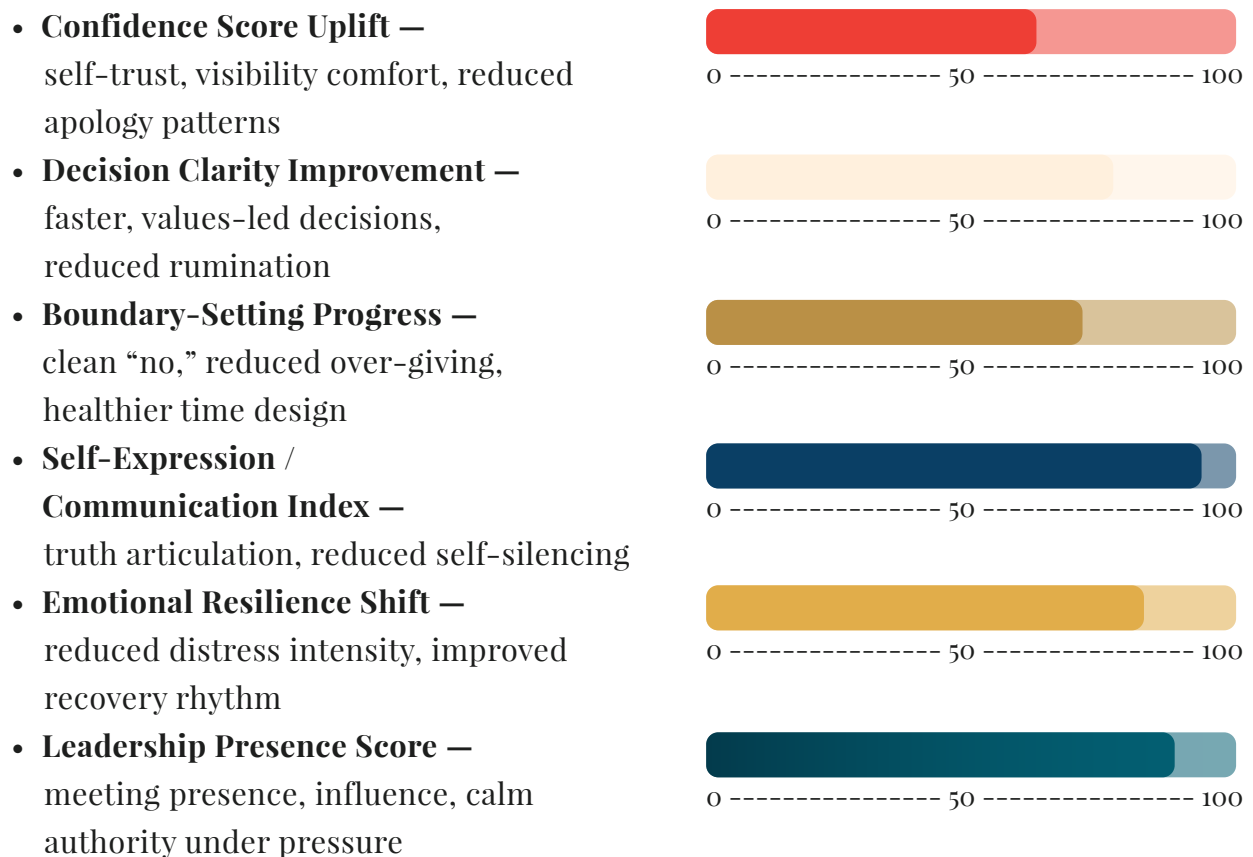 • Confidence Score Uplift —
self-trust, visibility comfort, reduced
apology patterns
0 ---------------- 50 ---------------- 100
• Decision Clarity Improvement —
faster, values-led decisions,
reduced rumination
0 ---------------- 50 ---------------- 100
• Boundary-Setting Progress —
clean “no,” reduced over-giving,
healthier time design
0 ---------------- 50 ---------------- 100
• Self-Expression /
Communication Index —
truth articulation, reduced self-silencing
0 ---------------- 50 ---------------- 100
• Emotional Resilience Shift —
reduced distress intensity, improved
recovery rhythm
0 ---------------- 50 ---------------- 100
• Leadership Presence Score —
meeting presence, influence, calm
authority under pressure
0 ---------------- 50 ---------------- 100